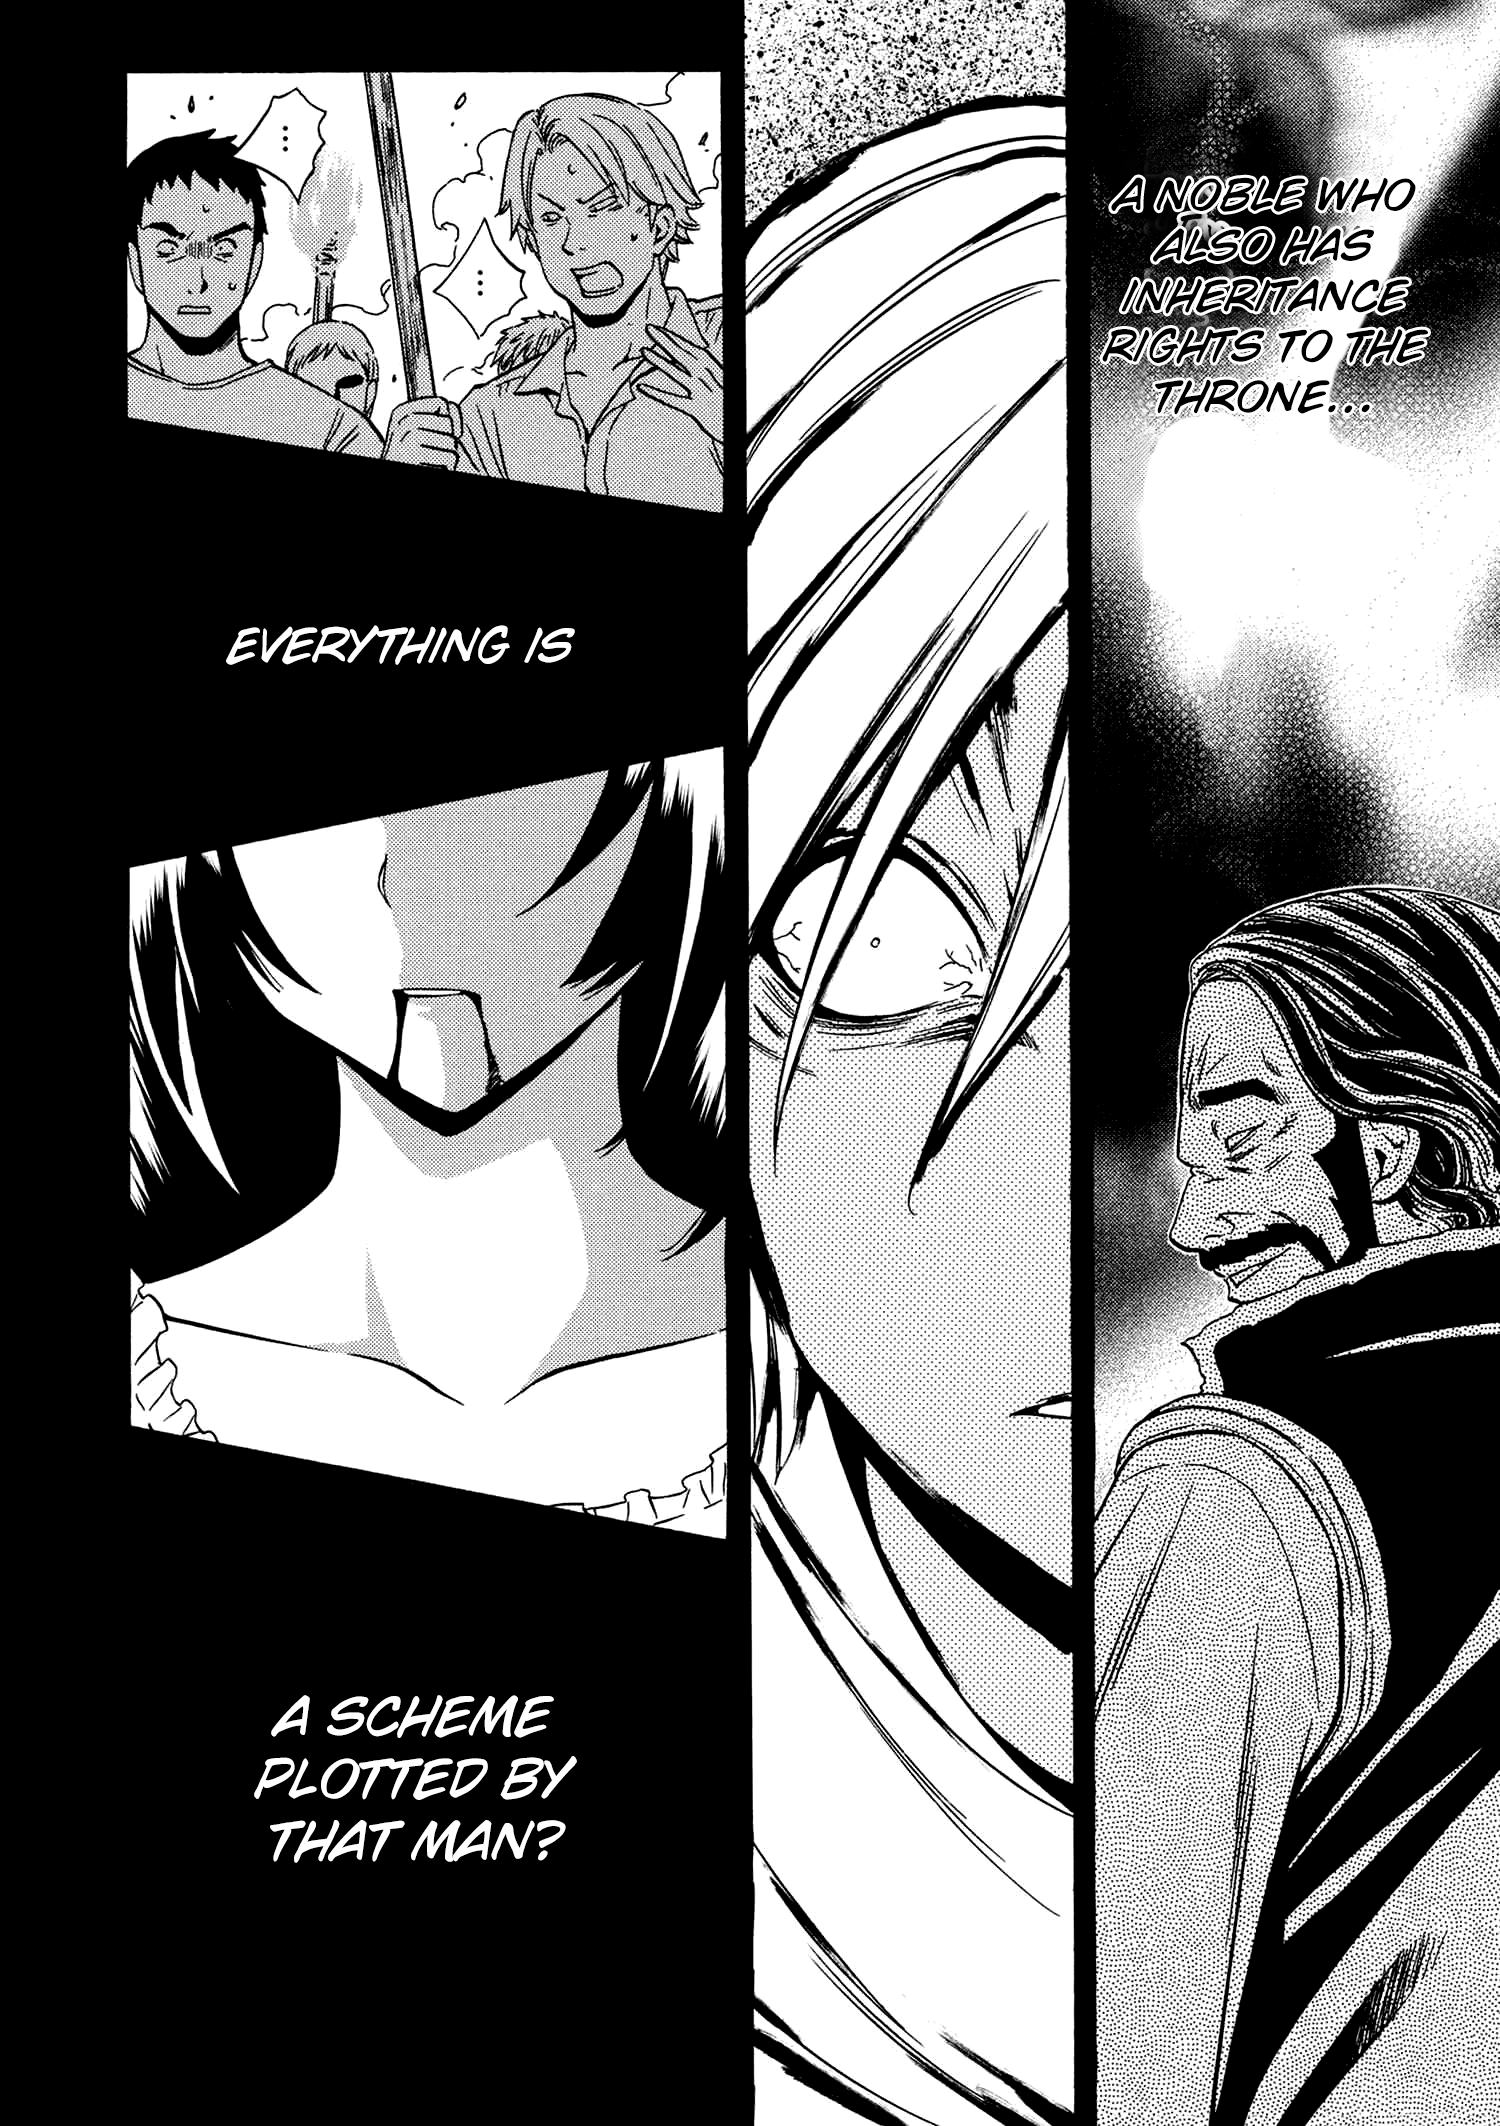 A NOBLE WHO
ALSO HAS
INHERITANCE
RIGHTS TO THE
THRONE...
...
...
EVERYTHING IS
A SCHEME
PLOTTED BY
THAT MAN?